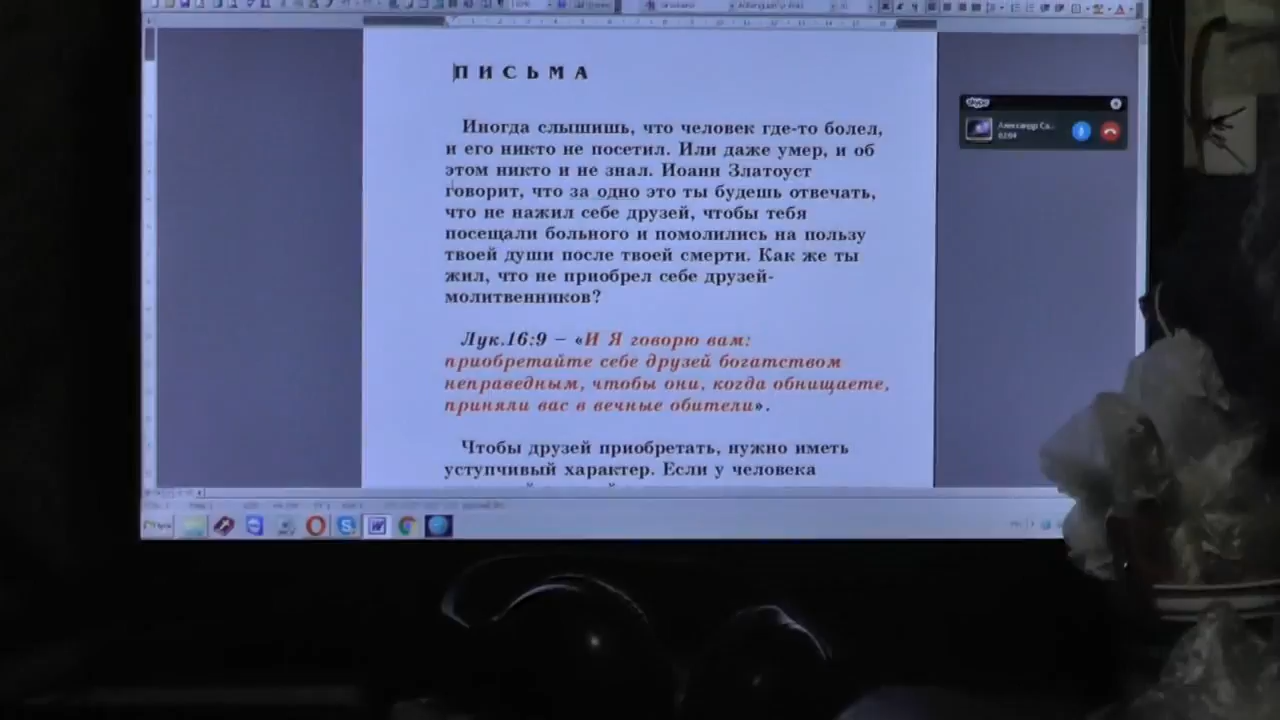 ПИСЬМА
Иногда слышишь, что человек где-то болел,
и его никто не посетил. Или даже умер, и об
этом никто и не знал. Иоанн Златоуст
говорит, что за одно это ты будешь отвечать,
что не нажил себе друзей, чтобы тебя
посещали больного и помолились на пользу
твоей души после твоей смерти. Как же ты
жил, что не приобрел себе друзей-
молитвенников?
Лук.16:9 – «И Я говорю вам:
приобретайте себе друзей богатством
неправедным, чтобы они, когда обнищаете,
приняли вас в вечные обители».
Чтобы друзей приобретать, нужно иметь
уступчивый характер. Если у человека
skype
Александр Са...